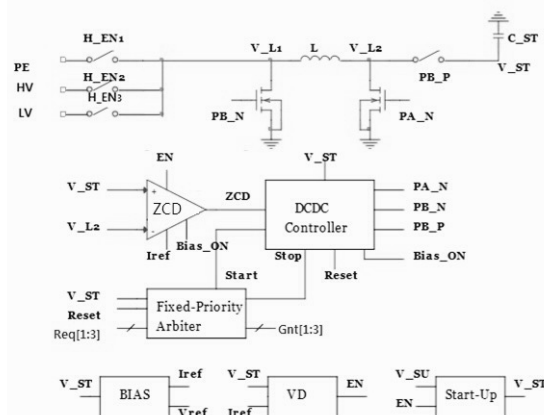 H_EN1
V_L1
L
V_L2
C_ST
PE
V_ST
H_EN2
PB_P
HV
H_EN3
LV
PB_N
PA_N
V_ST
EN
V_ST
+
ZCD
ZCD
DCDC
Controller
PA_N
PB_N
V_L2
-
PB_P
Bias_ON
Iref
Stop
Bias_ON
Start
Reset
V_ST
Fixed-Priority
Arbiter
Reset
Req[1:3]
Gnt[1:3]
V_ST
BIAS
Iref
Vref
V_ST
VD
EN
Iref
V_SU
Start-Up
V_ST
EN